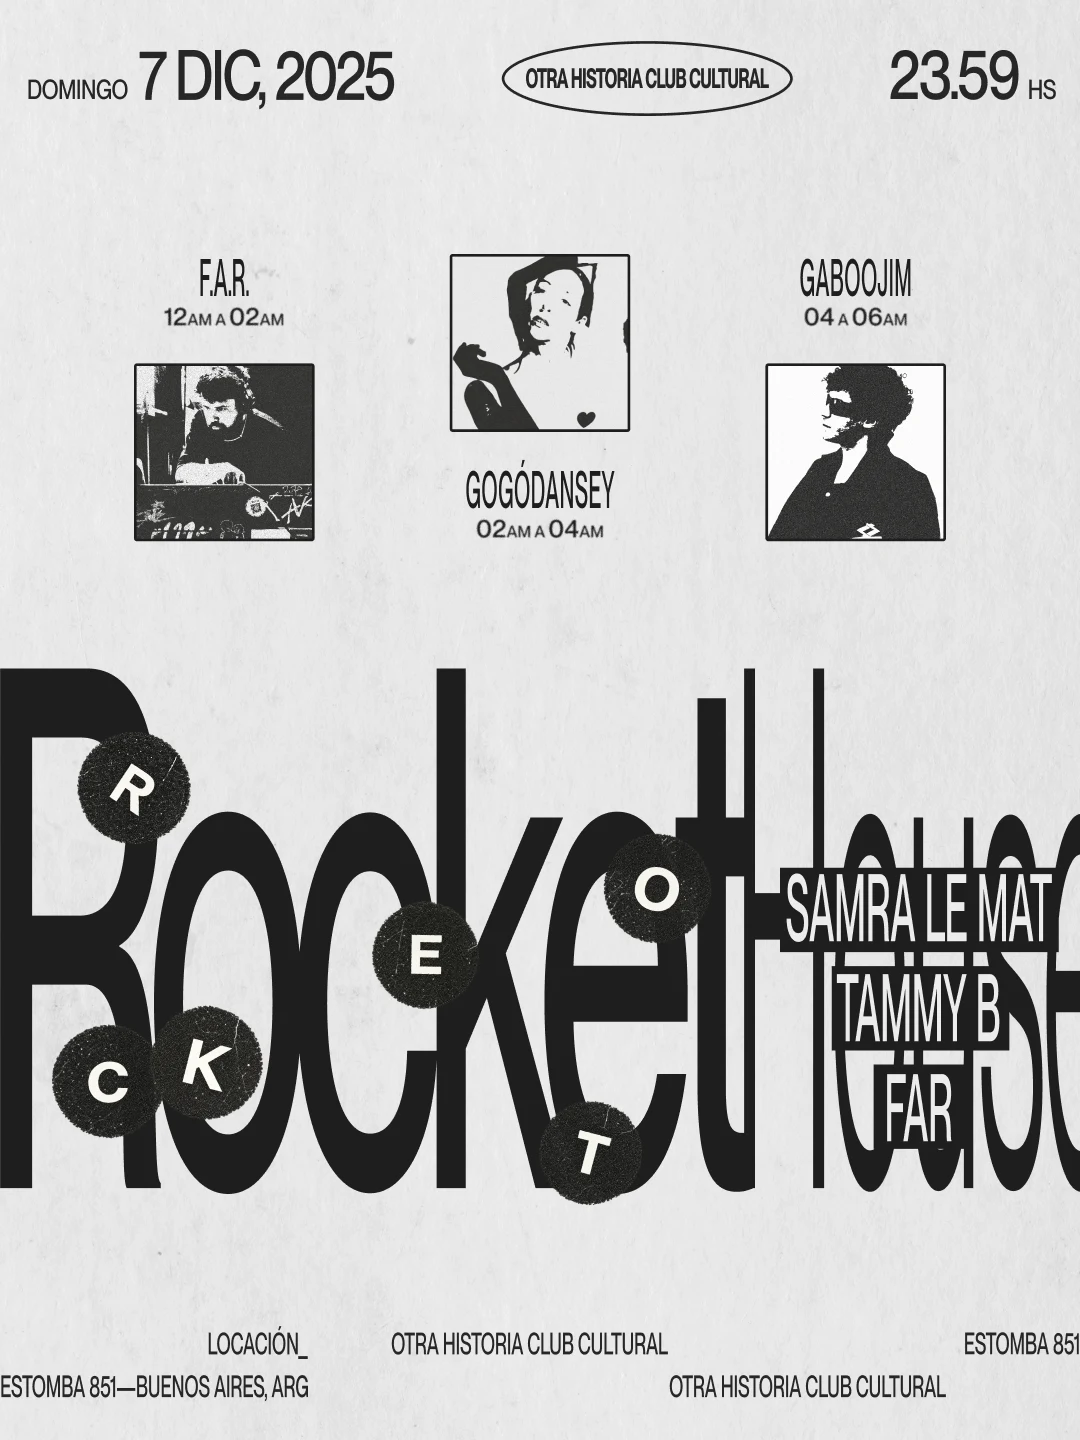 DOMINGO 7 DIC, 2025
OTRA HISTORIA CLUB CULTURAL
23.59 HS
F.A.R.
12AM A 02AM
GOGÓDANSEY
02AM A 04AM
GABOOJIM
04 A 06AM
RocketHouse
R
O
E
C
K
T
SAMRA LE MAT
TAMMY B
FAR
LOCACIÓN_
OTRA HISTORIA CLUB CULTURAL
ESTOMBA 851
ESTOMBA 851—BUENOS AIRES, ARG
OTRA HISTORIA CLUB CULTURAL